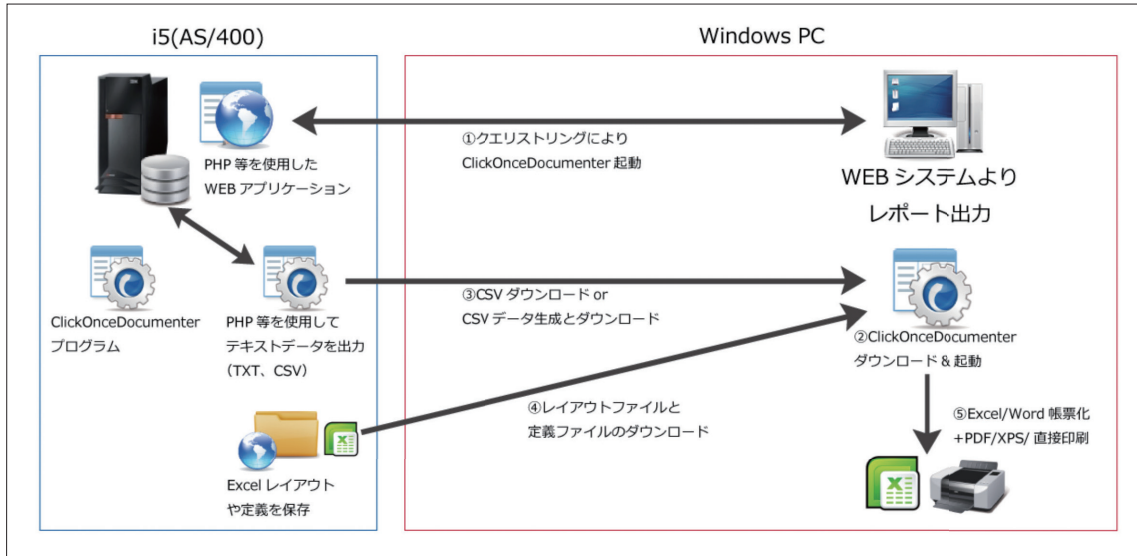 i5(AS/400)
Windows PC
PHP 等を使用した
WEB アプリケーション
①クエリストリングにより
ClickOnceDocumenter 起動
WEB システムより
レポート出力
ClickOnceDocumenter
プログラム
PHP 等を使用して
テキストデータを出力
（TXT、CSV）
③CSV ダウンロード or
CSV データ生成とダウンロード
②ClickOnceDocumenter
ダウンロード & 起動
④レイアウトファイルと
定義ファイルのダウンロード
⑤Excel/Word 帳票化
+PDF/XPS/ 直接印刷
Excel レイアウト
や定義を保存